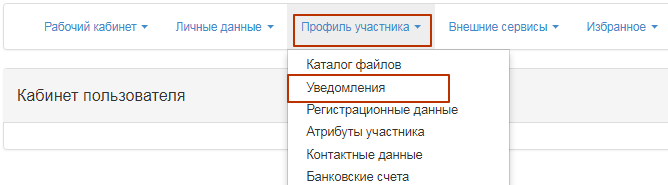 Рабочий кабинет Личные данные Профиль участника Внешние сервисы Избранное
Каталог файлов
Уведомления
Кабинет пользователя
Регистрационные данные
Атрибуты участника
Контактные данные
Банковские счета